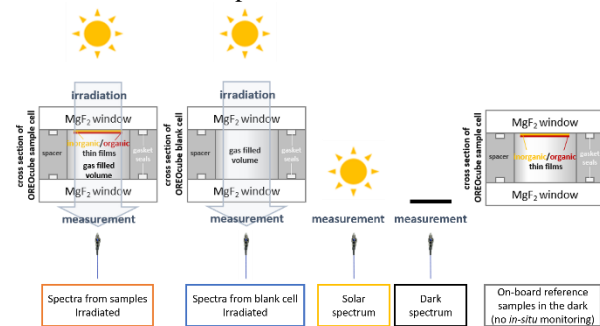 irradiation
MgF2 window
cross section of
OREOcube sample cell
spacer
inorganic/organic
thin films
gas filled
volume
gasket
seals
MgF2 window
measurement
Spectra from samples
Irradiated
irradiation
MgF2 window
cross section of
OREOcube blank cell
spacer
gas filled
volume
gasket
seals
MgF2 window
measurement
Spectra from blank cell
Irradiated
measurement
Solar
spectrum
measurement
Dark
spectrum
MgF2 window
cross section of
OREOcube sample cell
spacer
inorganic/organic
thin films
gasket
seals
MgF2 window
On-board reference
samples in the dark
(no in-situ monitoring)